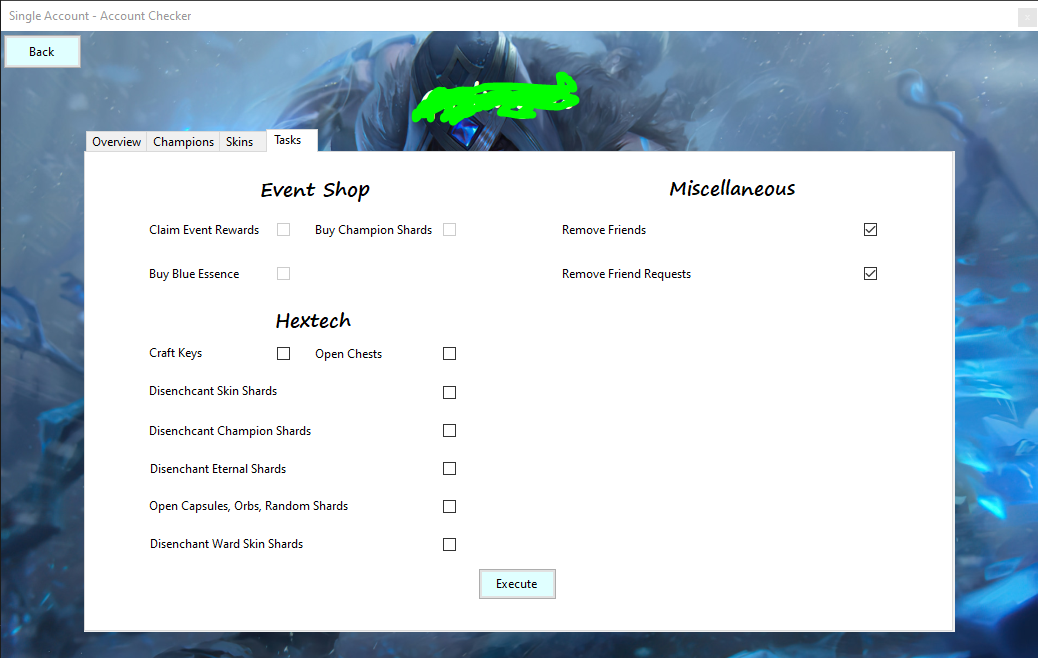 Single Account - Account Checker
Back
Overview Champions Skins Tasks
Event Shop
Miscellaneous
Claim Event Rewards Buy Champion Shards
Remove Friends
Buy Blue Essence
Remove Friend Requests
Hextech
Craft Keys Open Chests
Disenchcant Skin Shards
Disenchcant Champion Shards
Disenchant Eternal Shards
Open Capsules, Orbs, Random Shards
Disenchant Ward Skin Shards
Execute